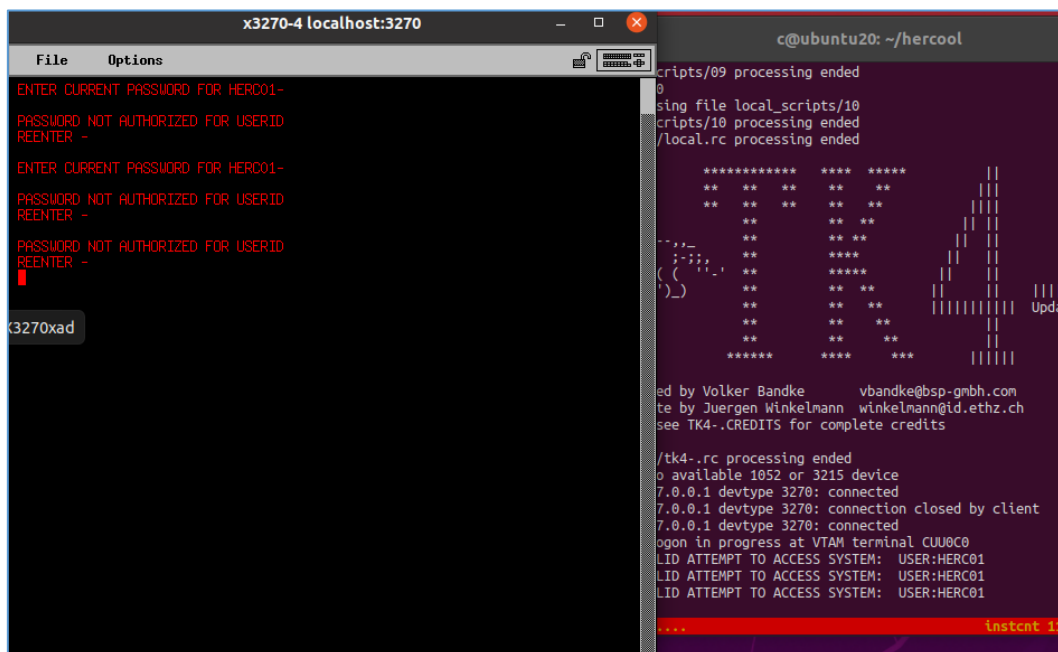 x3270-4 localhost:3270
File Options
ENTER CURRENT PASSWORD FOR HERC01-
PASSWORD NOT AUTHORIZED FOR USERID
REENTER -
ENTER CURRENT PASSWORD FOR HERC01-
PASSWORD NOT AUTHORIZED FOR USERID
REENTER -
PASSWORD NOT AUTHORIZED FOR USERID
REENTER -
X3270xad
c@ubuntu20: ~/hercool
cripts/09 processing ended
0
sing file local_scripts/10
cripts/10 processing ended
/local.rc processing ended
************ **** ***** ||
** ** ** ** ** |||
** ** ** ** ** ||||
** ** ** || ||
--,,_ ** ** ** || ||
;-;;, ** **** || ||
( ( ''-' ** ***** || ||
')_) ** ** ** || || |||
** ** ** ||||||||||| Upda
** ** ** ||
** ** ** ||
****** **** *** ||||||
ed by Volker Bandke vbandke@bsp-gmbh.com
te by Juergen Winkelmann winkelmann@id.ethz.ch
see TK4-.CREDITS for complete credits
/tk4-.rc processing ended
o available 1052 or 3215 device
7.0.0.1 devtype 3270: connected
7.0.0.1 devtype 3270: connection closed by client
7.0.0.1 devtype 3270: connected
ogon in progress at VTAM terminal CUU0C0
LID ATTEMPT TO ACCESS SYSTEM: USER:HERC01
LID ATTEMPT TO ACCESS SYSTEM: USER:HERC01
LID ATTEMPT TO ACCESS SYSTEM: USER:HERC01
.... instcnt 11